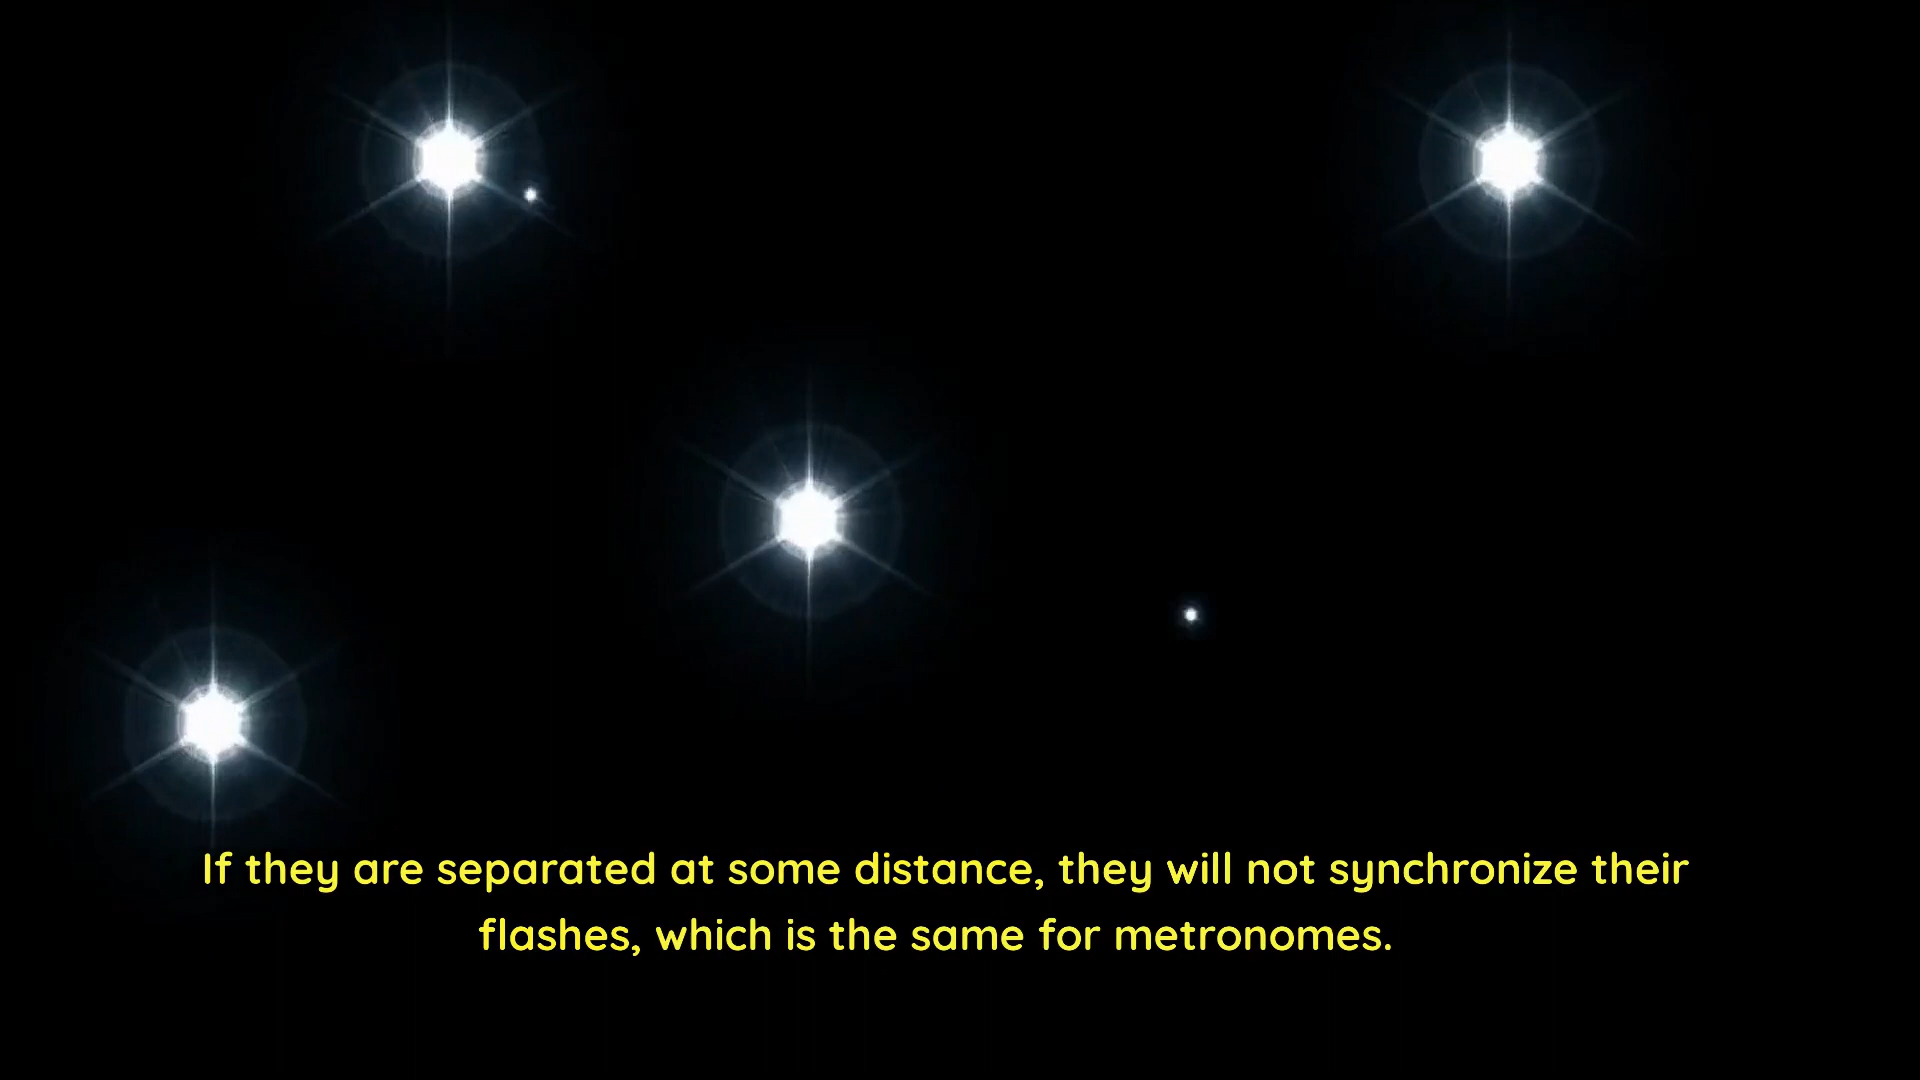 If they are separated at some distance, they will not synchronize their
flashes, which is the same for metronomes.